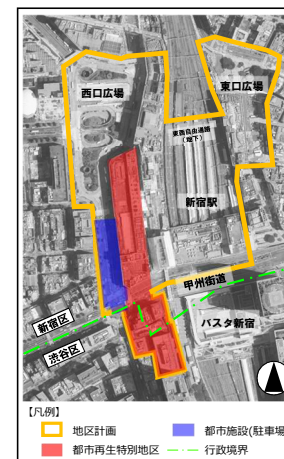 西口広場
東口広場
東西自由通路
(地下)
新宿駅
甲州街道
新宿区
渋谷区
バスタ新宿
【凡例】
地区計画
都市施設(駐車場
都市再生特別地区
行政境界